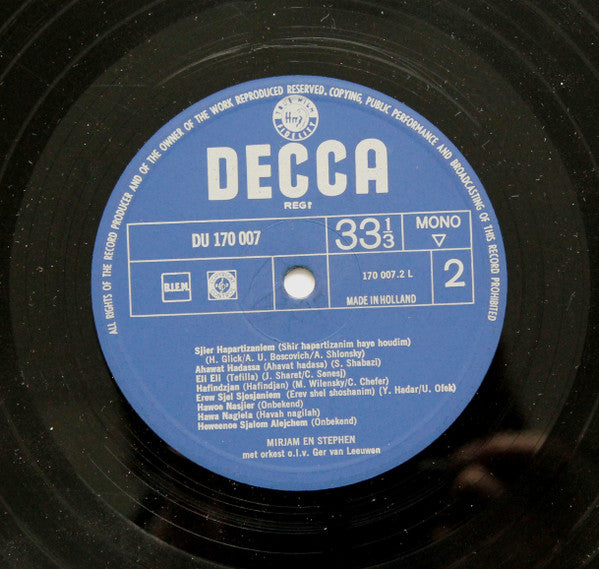 ALL RIGHTS OF THE RECORD PRODUCER AND OF THE OWNER OF THE WORK REPRODUCED RESERVED. COPYING, PUBLIC PERFORMANCE AND BROADCASTING OF THIS RECORD PROHIBITED
DECCA
REGT
DU 170 007
33 1/3
MONO
B.I.E.M.
170 007.2 L
MADE IN HOLLAND
2
Sjier Hapartizaniem (Shir hapartizanim haye houdim)
(H. Glick/A. U. Boscovich/A. Shlonsky)
Ahawat Hadassa (Ahavat hadasa) (S. Shabazi)
Eli Eli (Tefilla) (J. Sharet/C. Senesj)
Hafindzjan (Hafindjan) (M. Wilensky/C. Chefer)
Erew Sjel Sjosjaniem (Erev shel shoshanim) (Y. Hadar/U. Ofek)
Hawoe Nasjier (Onbekend)
Hawa Nagiela (Havah nagilah)
Heweenoe Sjalom Alejchem (Onbekend)
MIRJAM EN STEPHEN
met orkest o.l.v. Ger van Leeuwen